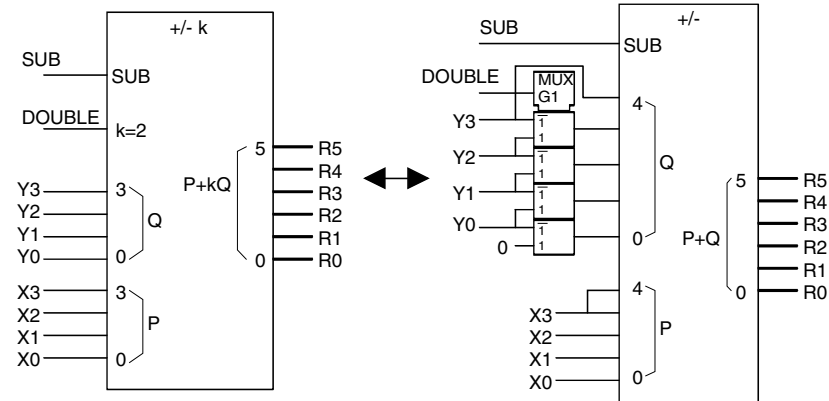 +/- k
SUB
SUB
DOUBLE
k=2
Y3
Y2
Y1
Y0
3
0
Q
X3
X2
X1
X0
3
0
P
P+kQ
5
0
R5
R4
R3
R2
R1
R0
+/-
SUB
SUB
DOUBLE
MUX
G1
Y3
1̅
1
Y2
1̅
1
Y1
1̅
1
Y0
1̅
0
1
4
0
Q
X3
X2
X1
X0
4
0
P
P+Q
5
0
R5
R4
R3
R2
R1
R0